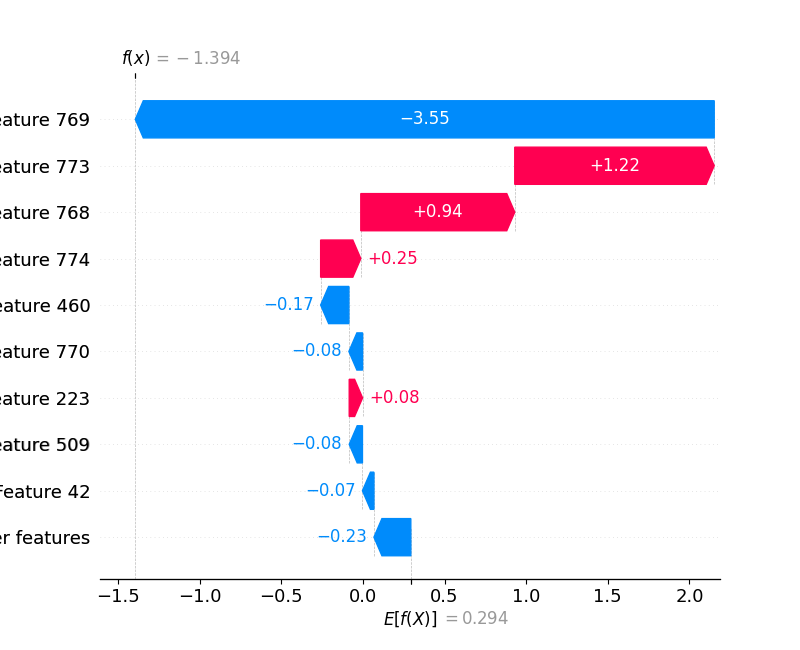 f(x) = −1.394
eature 769 −3.55
eature 773 +1.22
eature 768 +0.94
eature 774 +0.25
eature 460 −0.17
eature 770 −0.08
eature 223 +0.08
eature 509 −0.08
Feature 42 −0.07
er features −0.23
−1.5 −1.0 −0.5 0.0 0.5 1.0 1.5 2.0
E[f(X)] = 0.294